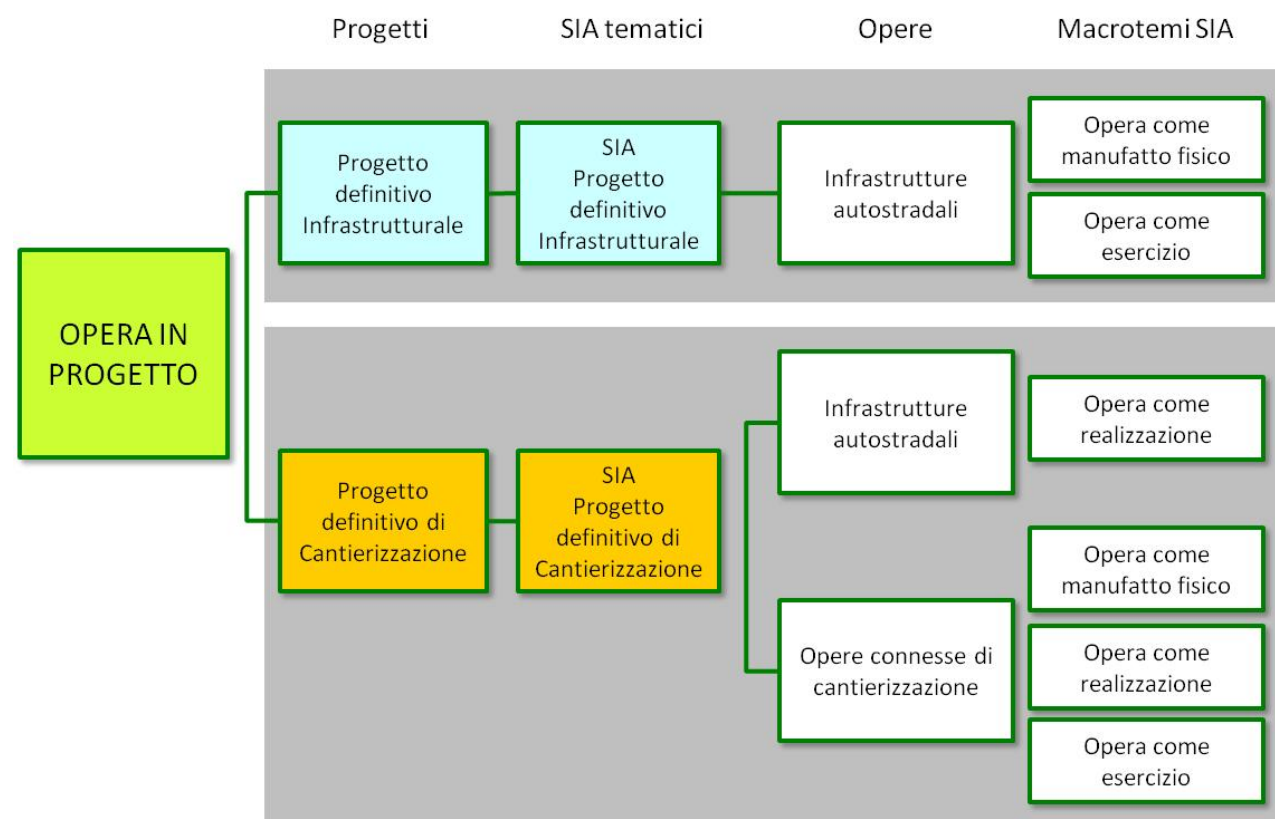 Progetti
SIA tematici
Opere
Macrotemi SIA
OPERA IN
PROGETTO
Progetto
definitivo
Infrastrutturale
SIA
Progetto
definitivo
Infrastrutturale
Infrastrutture
autostradali
Opera come
manufatto fisico
Opera come
esercizio
Progetto
definitivo di
Cantierizzazione
SIA
Progetto
definitivo di
Cantierizzazione
Infrastrutture
autostradali
Opera come
realizzazione
Opere connesse di
cantierizzazione
Opera come
manufatto fisico
Opera come
realizzazione
Opera come
esercizio